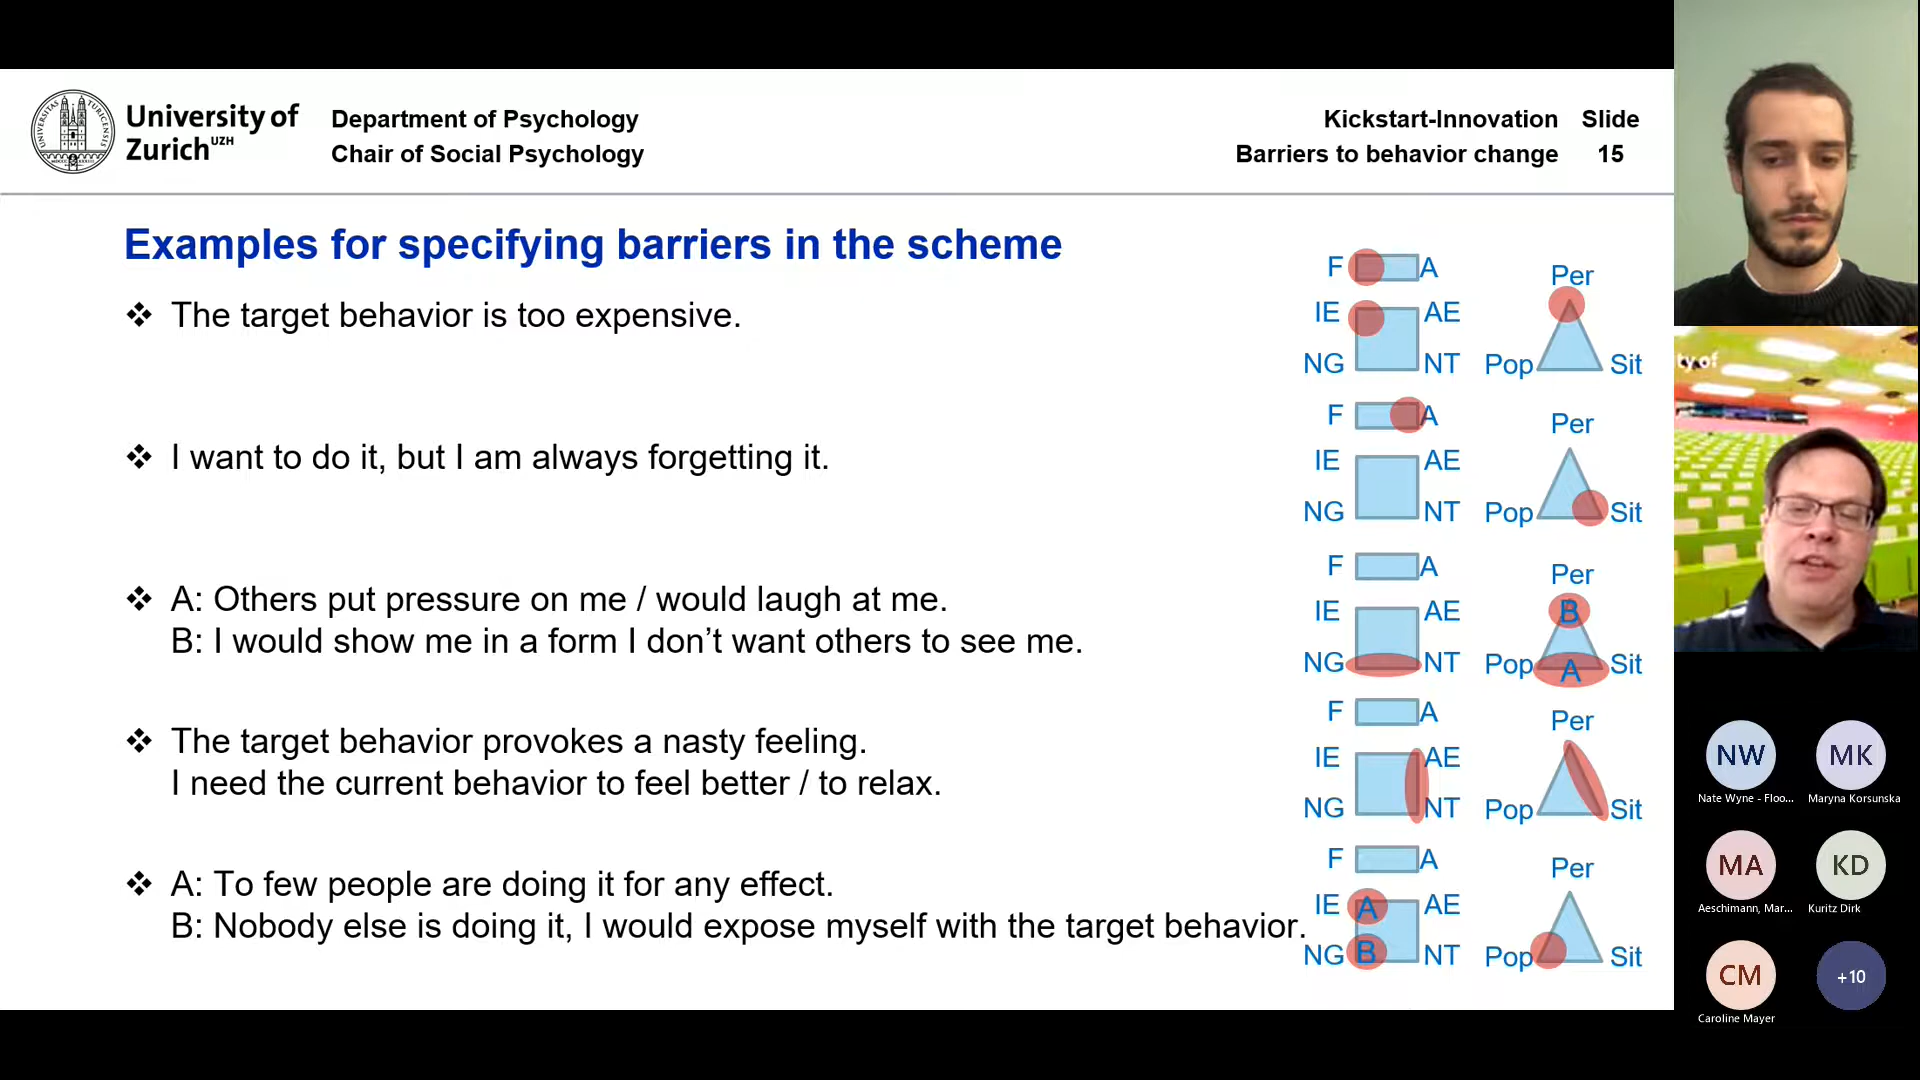 University of
Zurich UZH
Department of Psychology
Chair of Social Psychology
Kickstart-Innovation Slide
Barriers to behavior change 15
Examples for specifying barriers in the scheme
❖ The target behavior is too expensive.
F A Per
IE AE
NG NT Pop Sit
❖ I want to do it, but I am always forgetting it.
F A Per
IE AE
NG NT Pop Sit
❖ A: Others put pressure on me / would laugh at me.
B: I would show me in a form I don’t want others to see me.
F A Per
IE AE B
NG NT Pop A Sit
❖ The target behavior provokes a nasty feeling.
I need the current behavior to feel better / to relax.
F A Per
IE AE
NG NT Pop Sit
❖ A: To few people are doing it for any effect.
B: Nobody else is doing it, I would expose myself with the target behavior.
F A Per
IE A AE
NG B NT Pop Sit
ty of
NW MK
Nate Wyne - Floo... Maryna Korsunska
MA KD
Aeschimann, Mar... Kuritz Dirk
CM +10
Caroline Mayer